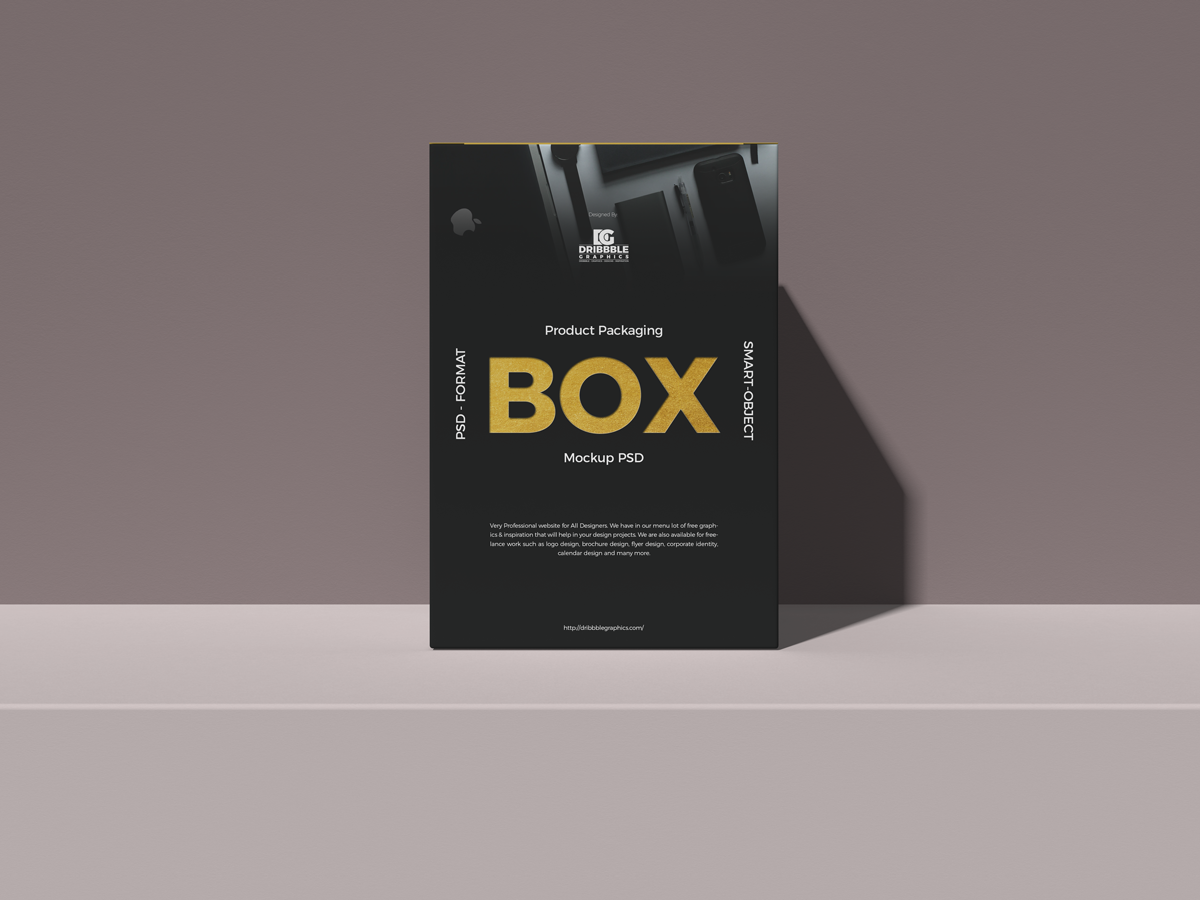 Designed By
DG
DRIBBBLE
GRAPHICS
Product Packaging
PSD - FORMAT
BOX
SMART-OBJECT
Mockup PSD
Very Professional website for All Designers. We have in our menu lot of free graph-
ics & inspiration that will help in your design projects. We are also available for free-
lance work such as logo design, brochure design, flyer design, corporate identity,
calendar design and many more.
http://dribbblegraphics.com/